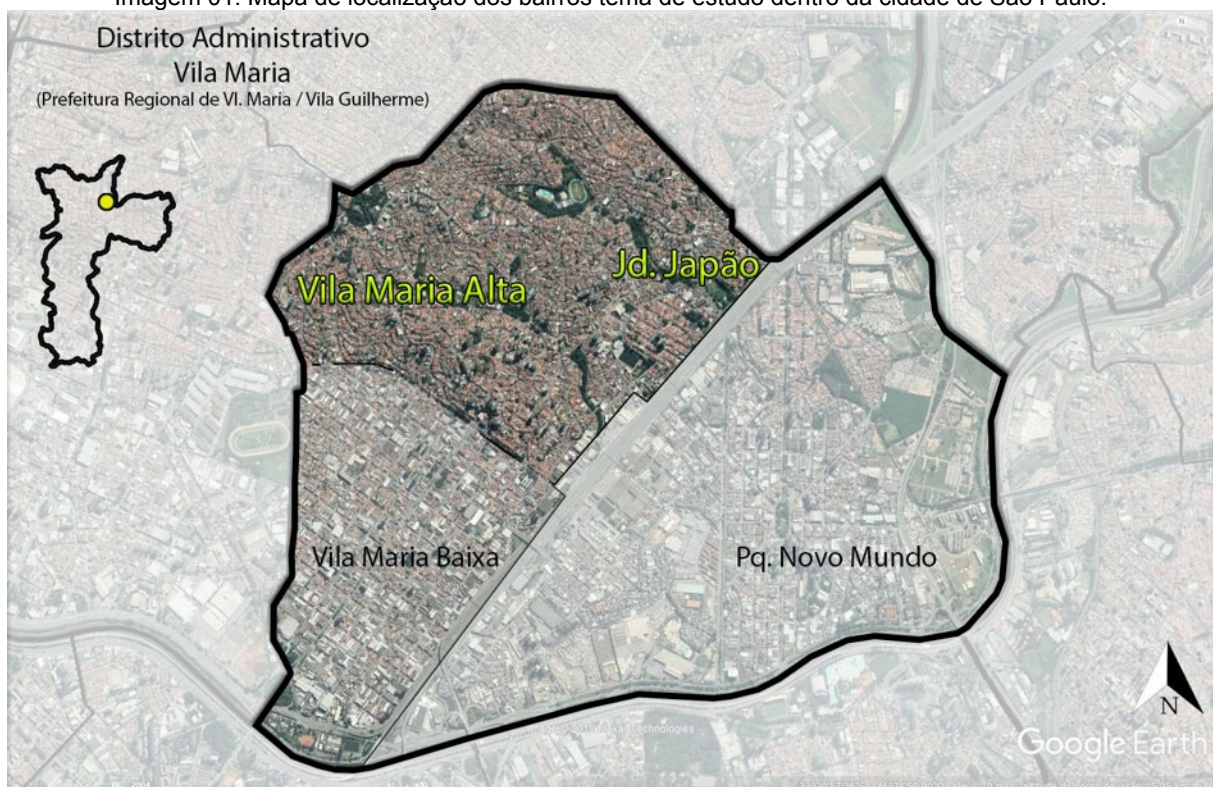 Imagem 01: Mapa de localização dos bairros tema de estudo dentro da cidade de São Paulo.
Distrito Administrativo
Vila Maria
(Prefeitura Regional de Vl. Maria / Vila Guilherme)
N
Jd. Japão
Vila Maria Alta
Vila Maria Baixa
Pq. Novo Mundo
N
Technologies
Google Earth